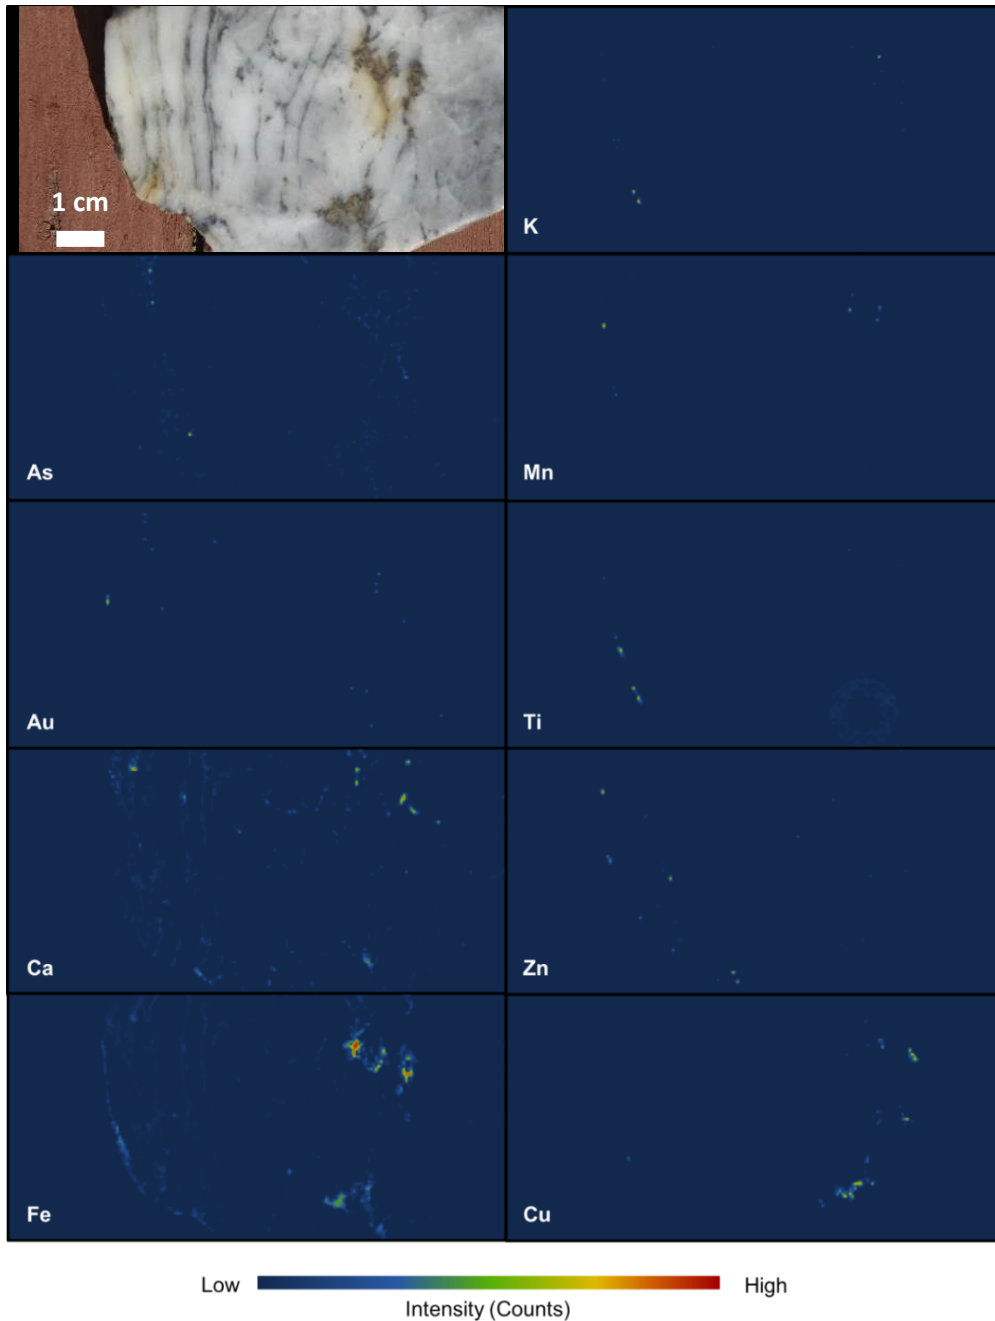 1 cm
K
As
Mn
Au
Ti
Ca
Zn
Fe
Cu
Low
High
Intensity (Counts)